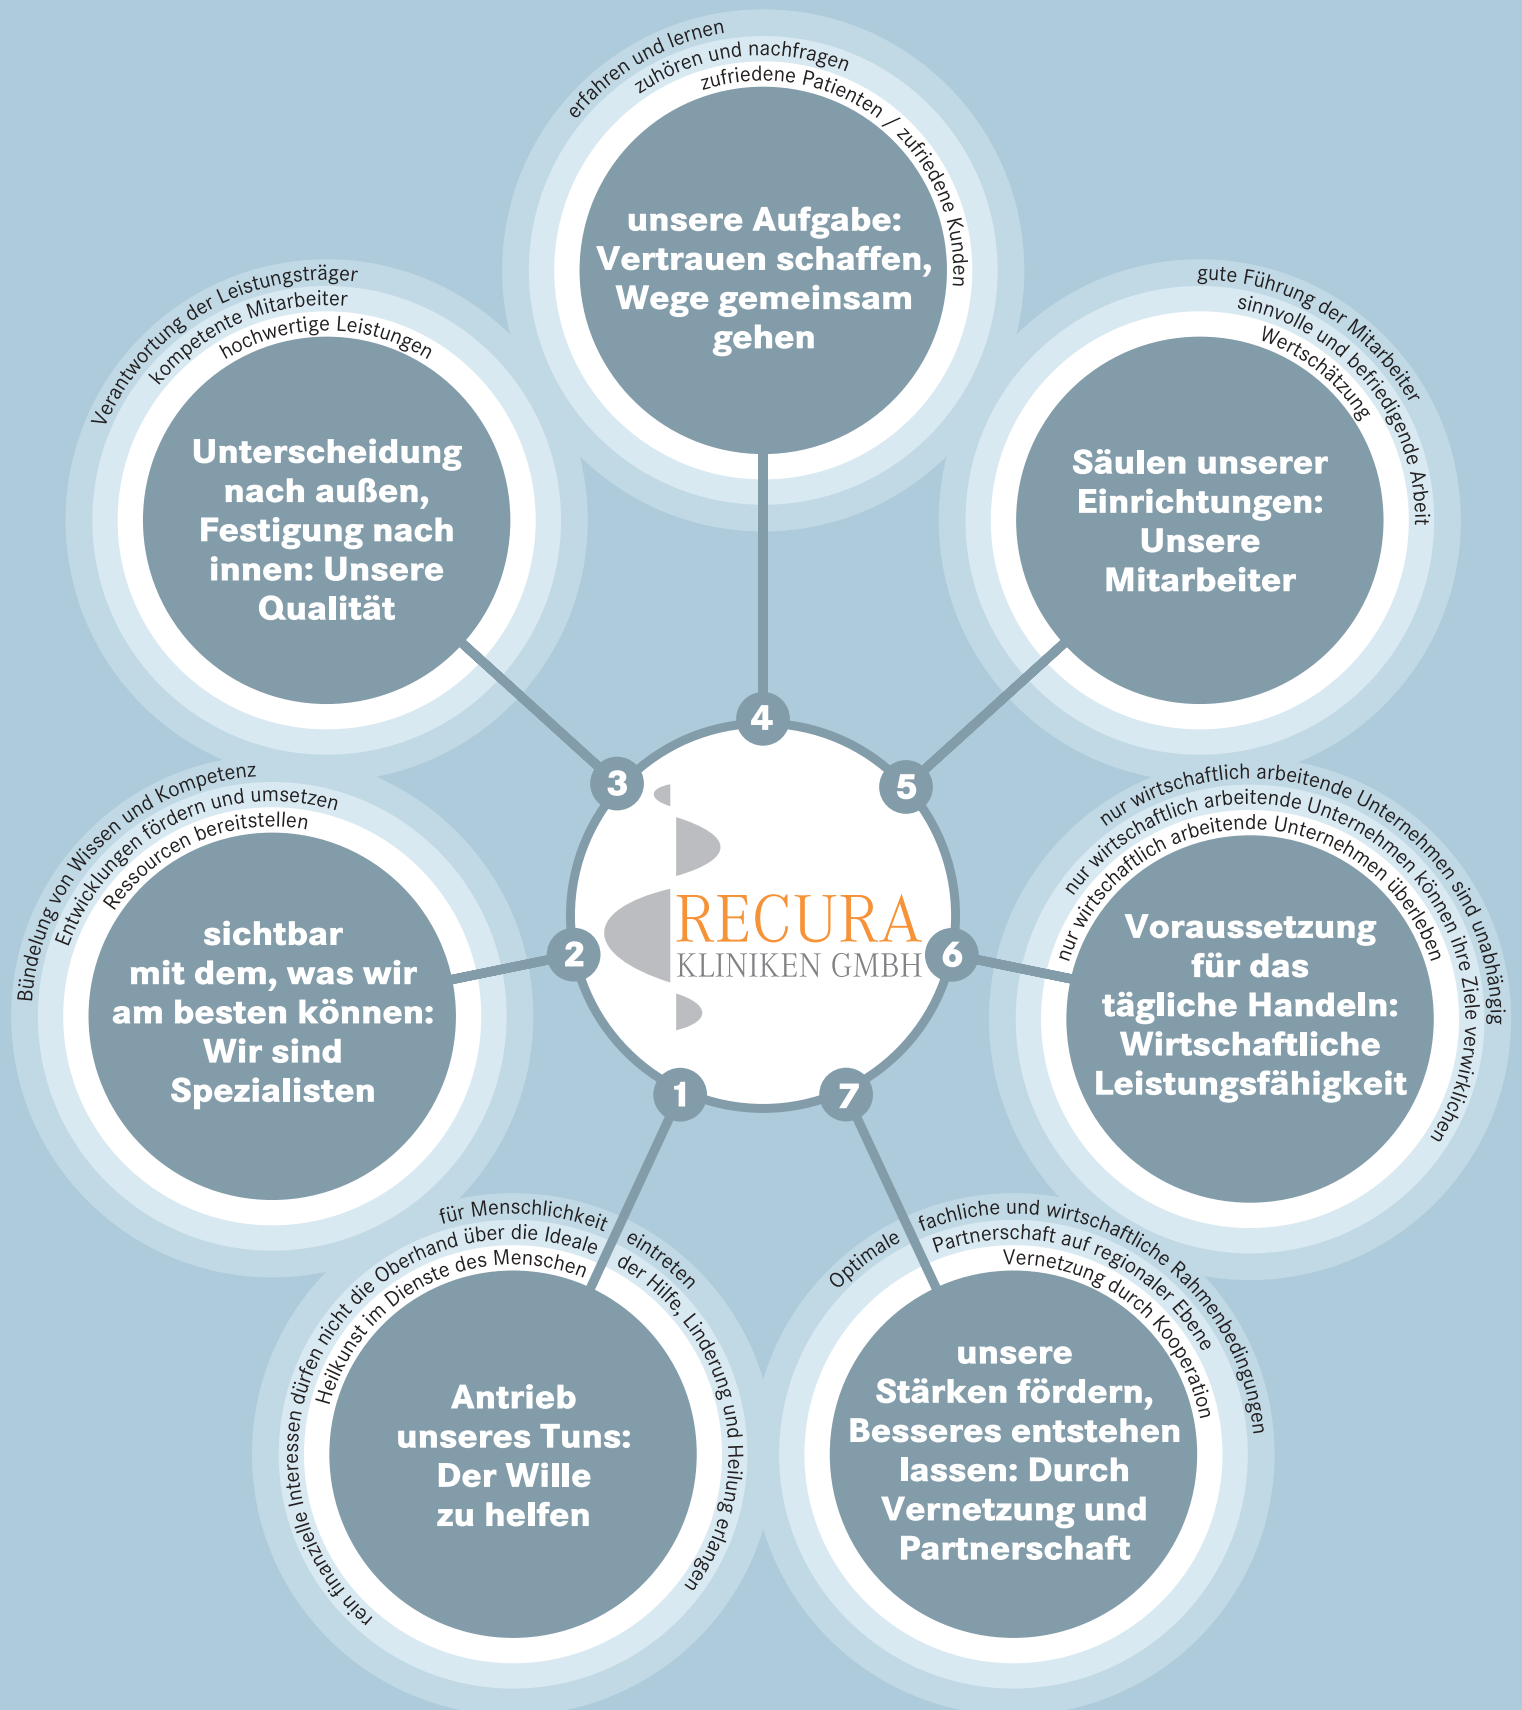 erfahren und lernen
zuhören und nachfragen
zufriedene Patienten / zufriedene Kunden
unsere Aufgabe:
Vertrauen schaffen,
Wege gemeinsam
gehen
Verantwortung der Leistungsträger
kompetente Mitarbeiter
hochwertige Leistungen
Unterscheidung
nach außen,
Festigung nach
innen: Unsere
Qualität
gute Führung der Mitarbeiter
sinnvolle und befriedigende Arbeit
Wertschätzung
Säulen unserer
Einrichtungen:
Unsere
Mitarbeiter
4
3
5
Bündelung von Wissen und Kompetenz
Entwicklungen fördern und umsetzen
Ressourcen bereitstellen
sichtbar
mit dem, was wir
am besten können:
Wir sind
Spezialisten
2
RECURA
KLINIKEN GMBH
6
nur wirtschaftlich arbeitende Unternehmen sind unabhängig
nur wirtschaftlich arbeitende Unternehmen können ihre Ziele verwirklichen
nur wirtschaftlich arbeitende Unternehmen überleben
Voraussetzung
für das
tägliche Handeln:
Wirtschaftliche
Leistungsfähigkeit
1
7
für Menschlichkeit eintreten
rein finanzielle Interessen dürfen nicht die Oberhand über die Ideale der Hilfe, Linderung und Heilung erlangen
Heilkunst im Dienste des Menschen
Antrieb
unseres Tuns:
Der Wille
zu helfen
Optimale fachliche und wirtschaftliche Rahmenbedingungen
Partnerschaft auf regionaler Ebene
Vernetzung durch Kooperation
unsere
Stärken fördern,
Besseres entstehen
lassen: Durch
Vernetzung und
Partnerschaft